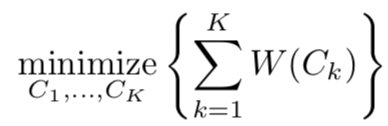 minimize_{C_1,…,C_K} { ∑_{k=1}^{K} W(C_k) }